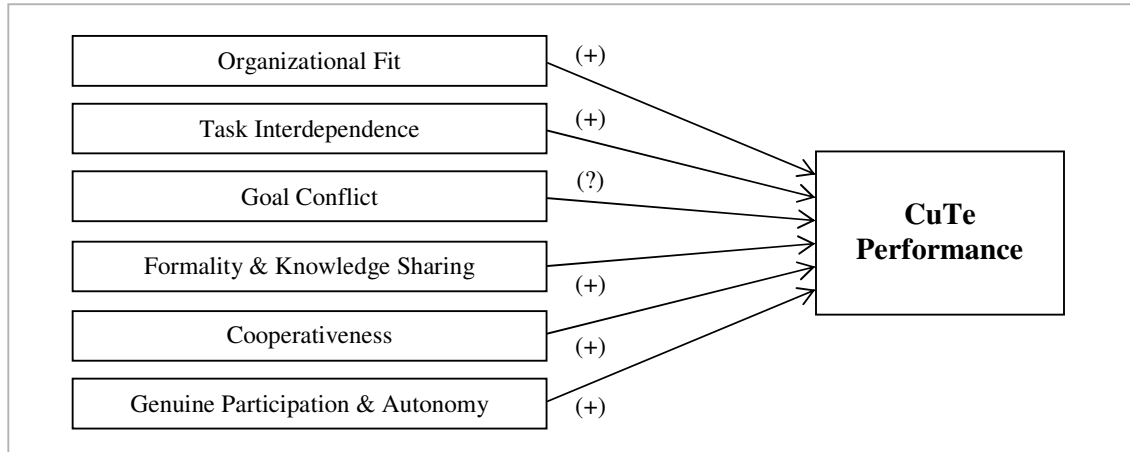 Organizational Fit
(+)
Task Interdependence
(+)
Goal Conflict
(?)
Formality & Knowledge Sharing
(+)
Cooperativeness
(+)
Genuine Participation & Autonomy
(+)
CuTe
Performance